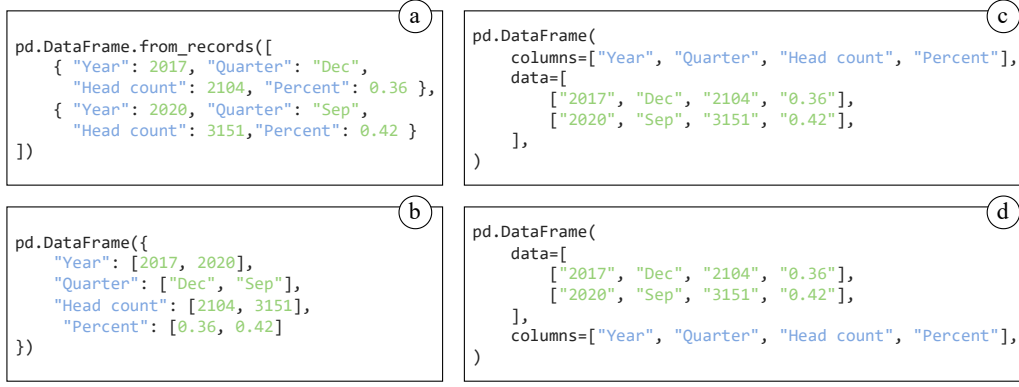 a
pd.DataFrame.from_records([
    { "Year": 2017, "Quarter": "Dec",
      "Head count": 2104, "Percent": 0.36 },
    { "Year": 2020, "Quarter": "Sep",
      "Head count": 3151,"Percent": 0.42 }
])
b
pd.DataFrame({
    "Year": [2017, 2020],
    "Quarter": ["Dec", "Sep"],
    "Head count": [2104, 3151],
     "Percent": [0.36, 0.42]
})
c
pd.DataFrame(
    columns=["Year", "Quarter", "Head count", "Percent"],
    data=[
        ["2017", "Dec", "2104", "0.36"],
        ["2020", "Sep", "3151", "0.42"],
    ],
)
d
pd.DataFrame(
    data=[
        ["2017", "Dec", "2104", "0.36"],
        ["2020", "Sep", "3151", "0.42"],
    ],
    columns=["Year", "Quarter", "Head count", "Percent"],
)